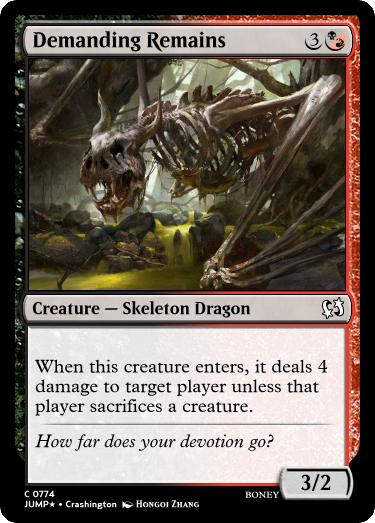 Demanding Remains 3
Creature — Skeleton Dragon
When this creature enters, it deals 4
damage to target player unless that
player sacrifices a creature.
How far does your devotion go?
3/2
C 0774
BONEY
JUMP★ • Crashington Hongqi Zhang